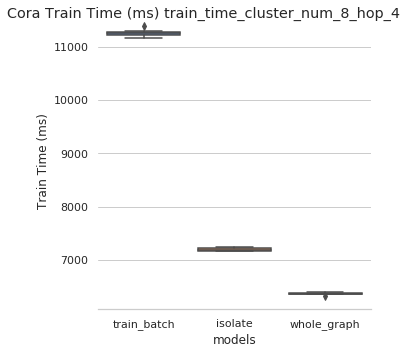 Cora Train Time (ms) train_time_cluster_num_8_hop_4
11000
10000
9000
8000
7000
Train Time (ms)
train_batch isolate whole_graph
models